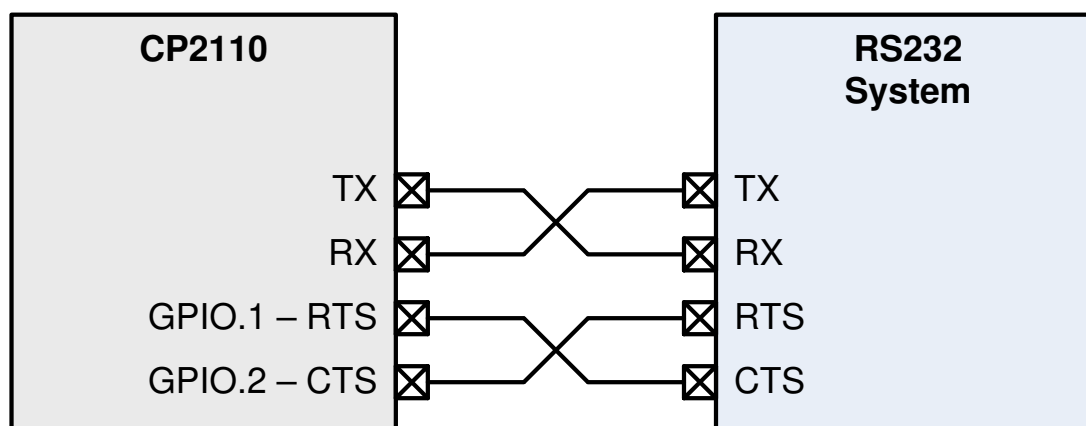 CP2110
RS232
System
TX
RX
GPIO.1 – RTS
GPIO.2 – CTS
TX
RX
RTS
CTS